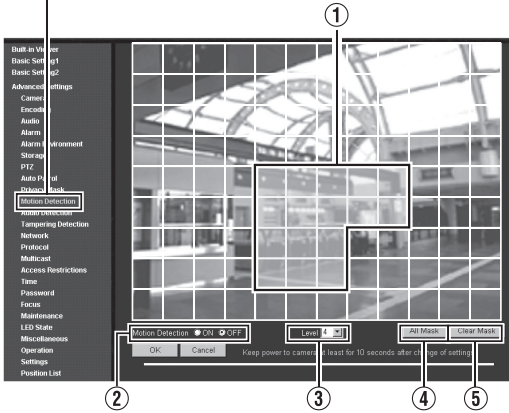 ①
Built-in Viewer
Basic Setting1
Basic Setting2
Advanced Settings
Camera
Encoding
Audio
Alarm
Alarm Environment
Storage
PTZ
Auto Patrol
Privacy Mask
Motion Detection
Audio Detection
Tampering Detection
Network
Protocol
Multicast
Access Restrictions
Time
Password
Focus
Maintenance
LED State
Miscellaneous
Operation
Settings
Position List
Motion Detection ON OFF Level 4 All Mask Clear Mask
OK Cancel Keep power to camera at least for 10 seconds after change of settings
② ③ ④ ⑤